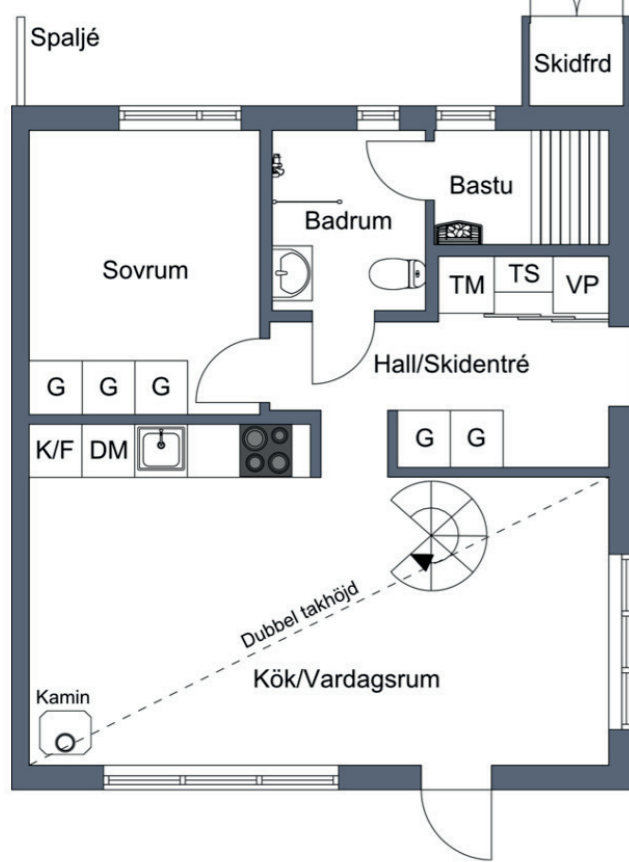 Spaljé
Skidfrd
Bastu
Badrum
Sovrum
TM
TS
VP
Hall/Skidentré
G
G
G
G
G
K/F
DM
Dubbel takhöjd
Kök/Vardagsrum
Kamin